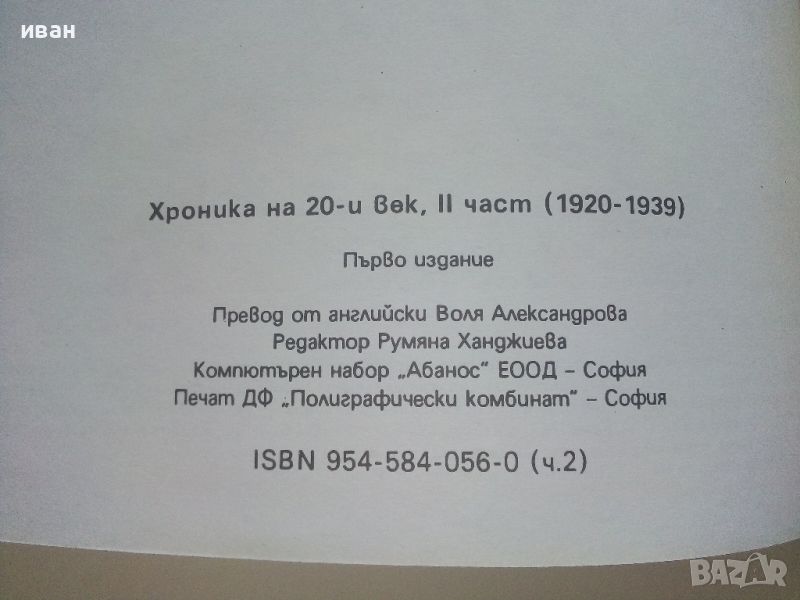 иван
Хроника на 20-и век, II част (1920-1939)
Първо издание
Превод от английски Воля Александрова
Редактор Румяна Ханджиева
Компютърен набор „Абанос“ ЕООД – София
Печат ДФ „Полиграфически комбинат“ – София
ISBN 954-584-056-0 (ч.2)
BAZAR